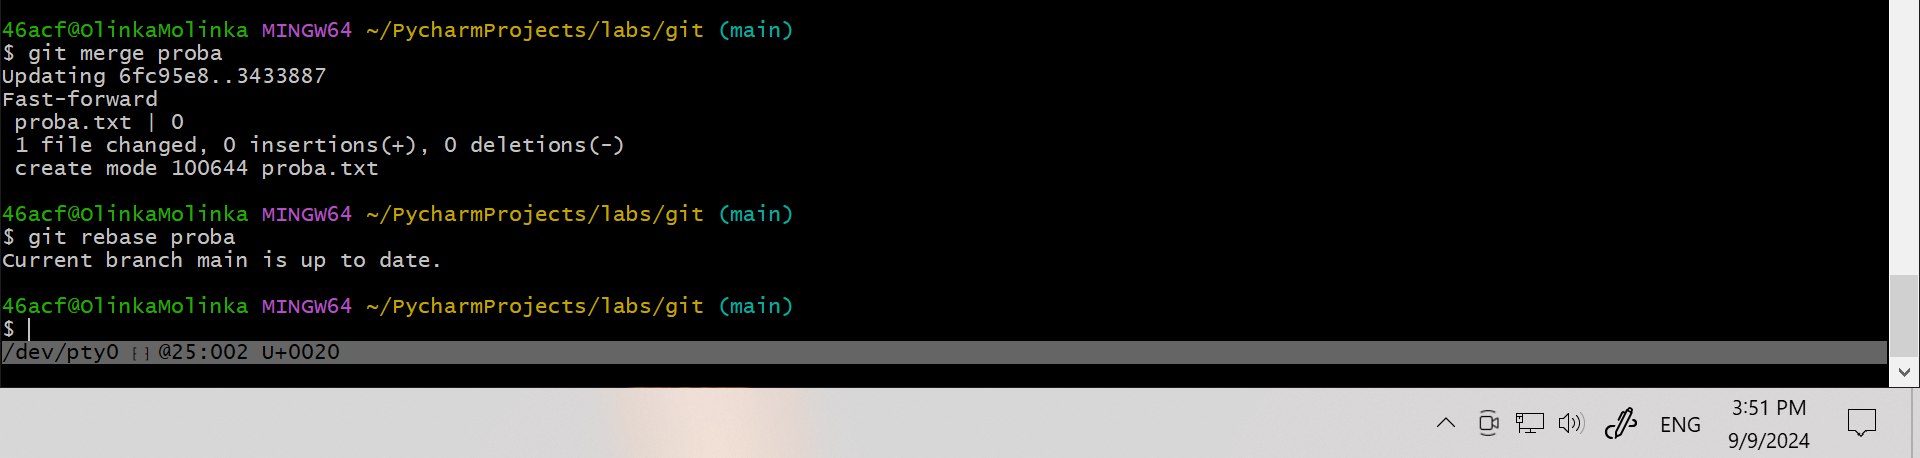 46acf@OlinkaMolinka MINGW64 ~/PycharmProjects/labs/git (main)
$ git merge proba
Updating 6fc95e8..3433887
Fast-forward
 proba.txt | 0
 1 file changed, 0 insertions(+), 0 deletions(-)
 create mode 100644 proba.txt
46acf@OlinkaMolinka MINGW64 ~/PycharmProjects/labs/git (main)
$ git rebase proba
Current branch main is up to date.
46acf@OlinkaMolinka MINGW64 ~/PycharmProjects/labs/git (main)
$
/dev/pty0 [ ] @25:002 U+0020
ENG
3:51 PM
9/9/2024